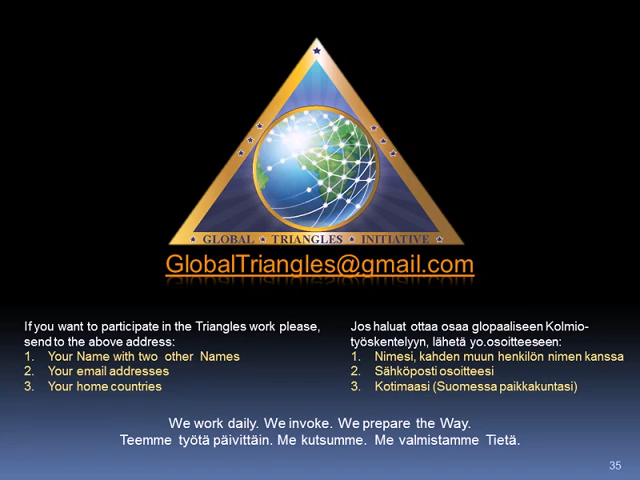 GLOBAL TRIANGLES INITIATIVE
GlobalTriangles@gmail.com
If you want to participate in the Triangles work please,
send to the above address:
1. Your Name with two other Names
2. Your email addresses
3. Your home countries
Jos haluat ottaa osaa glopaaliseen Kolmio-
työskentelyyn, lähetä yo.osoitteeseen:
1. Nimesi, kahden muun henkilön nimen kanssa
2. Sähköposti osoitteesi
3. Kotimaasi (Suomessa paikkakuntasi)
We work daily. We invoke. We prepare the Way.
Teemme työtä päivittäin. Me kutsumme. Me valmistamme Tietä.
35